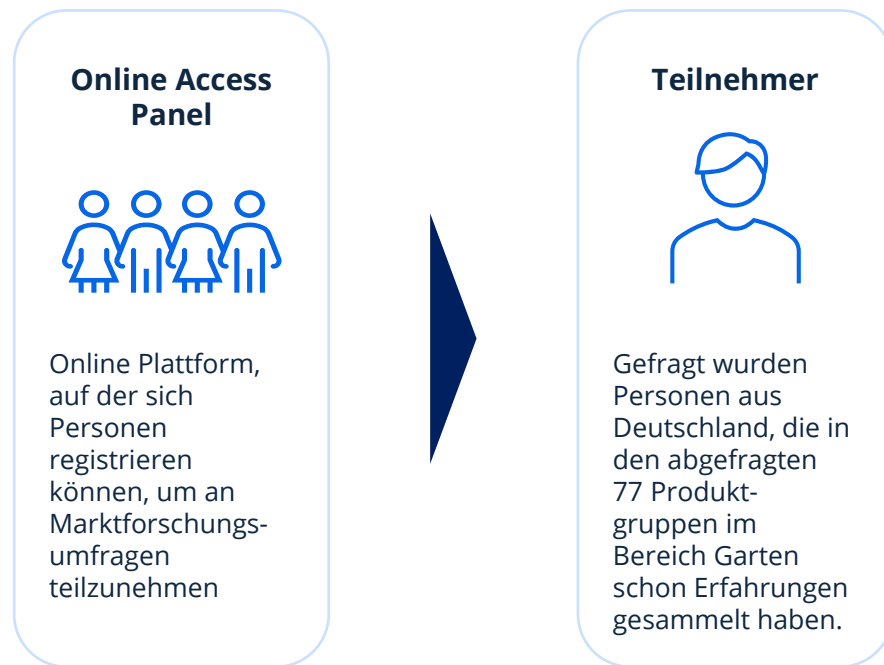 Online Access
Panel
Online Plattform,
auf der sich
Personen
registrieren
können, um an
Marktforschungs-
umfragen
teilzunehmen
Teilnehmer
Gefragt wurden
Personen aus
Deutschland, die in
den abgefragten
77 Produkt-
gruppen im
Bereich Garten
schon Erfahrungen
gesammelt haben.